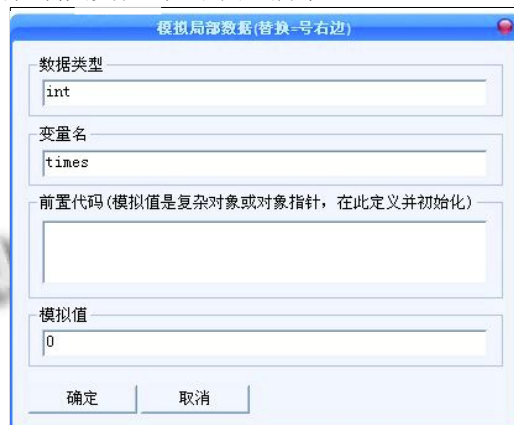 模拟局部数据(替换=号右边)
数据类型
int
变量名
times
前置代码(模拟值是复杂对象或对象指针，在此定义并初始化)
模拟值
0
确定 取消